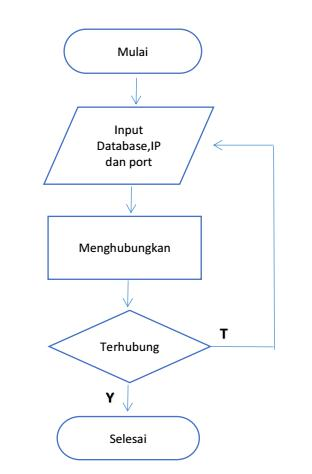 Mulai
Input
Database,IP
dan port
Menghubungkan
Terhubung
T
Y
Selesai